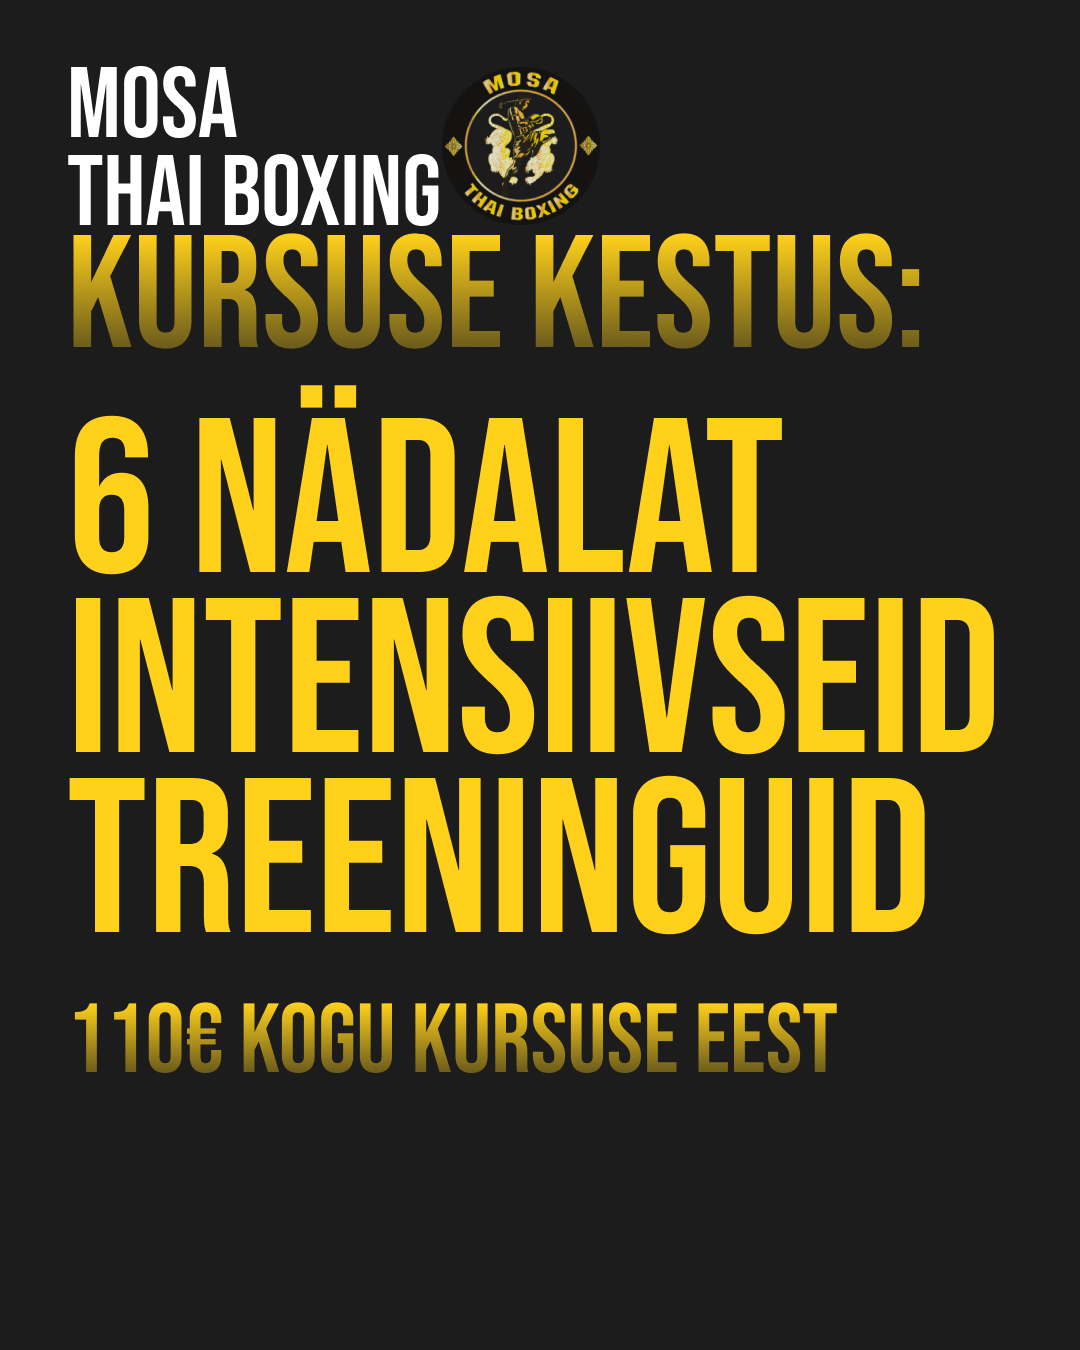 MOSA
THAI BOXING
MOSA
THAI BOXING
KURSUSE KESTUS:
6 NÄDALAT
INTENSIIVSEID
TREENINGUID
110€ KOGU KURSUSE EEST